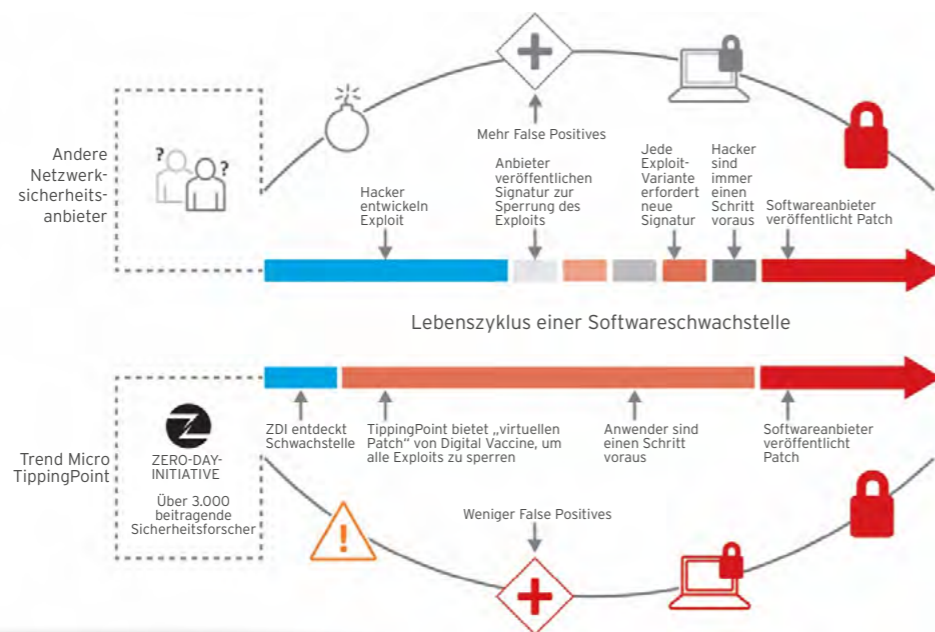 Andere
Netzwerk-
sicherheits-
anbieter
?
?
Mehr False Positives
Hacker
entwickeln
Exploit
Anbieter
veröffentlichen
Signatur zur
Sperrung des
Exploits
Jede
Exploit-
Variante
erfordert
neue
Signatur
Hacker
sind
immer
einen
Schritt
voraus
Softwareanbieter
veröffentlicht Patch
Lebenszyklus einer Softwareschwachstelle
Trend Micro
TippingPoint
ZERO-DAY-
INITIATIVE
Über 3.000
beitragende
Sicherheitsforscher
ZDI entdeckt
Schwachstelle
TippingPoint bietet „virtuellen
Patch“ von Digital Vaccine, um
alle Exploits zu sperren
Anwender sind
einen Schritt
voraus
Softwareanbieter
veröffentlicht
Patch
!
Weniger False Positives